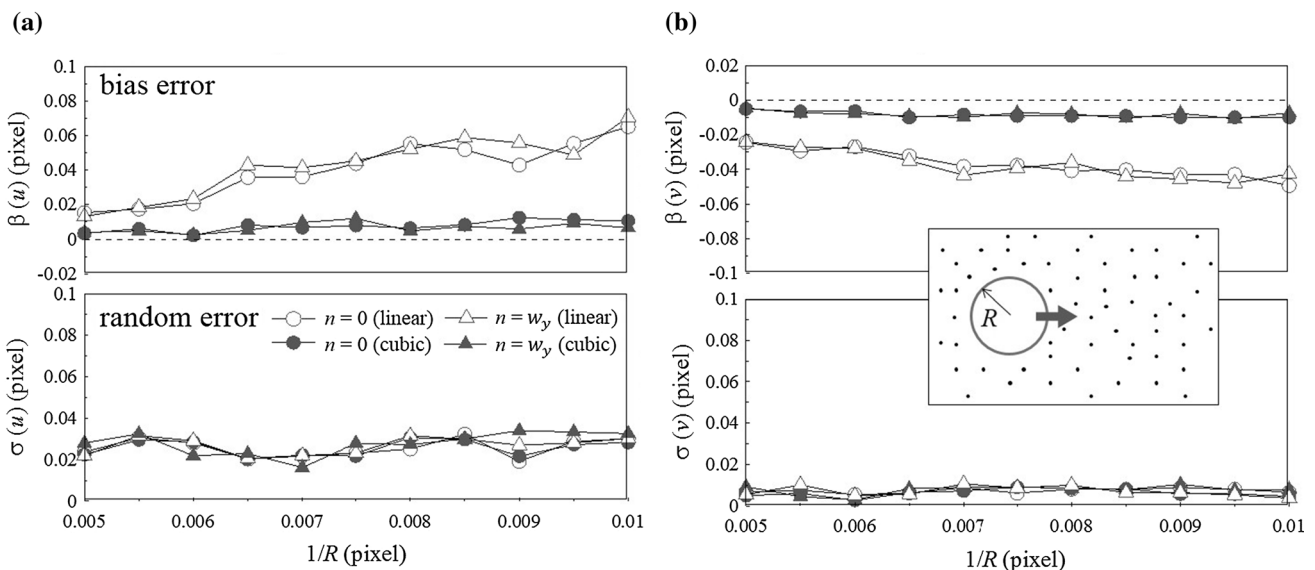 (a)
bias error
β (u) (pixel)
0.1
0.08
0.06
0.04
0.02
0
-0.02
random error
n = 0 (linear)
n = w_y (linear)
n = 0 (cubic)
n = w_y (cubic)
σ (u) (pixel)
0.1
0.08
0.06
0.04
0.02
0
0.005 0.006 0.007 0.008 0.009 0.01
1/R (pixel)
(b)
β (v) (pixel)
0.02
0
-0.02
-0.04
-0.06
-0.08
-0.1
R
σ (v) (pixel)
0.1
0.08
0.06
0.04
0.02
0
0.005 0.006 0.007 0.008 0.009 0.01
1/R (pixel)